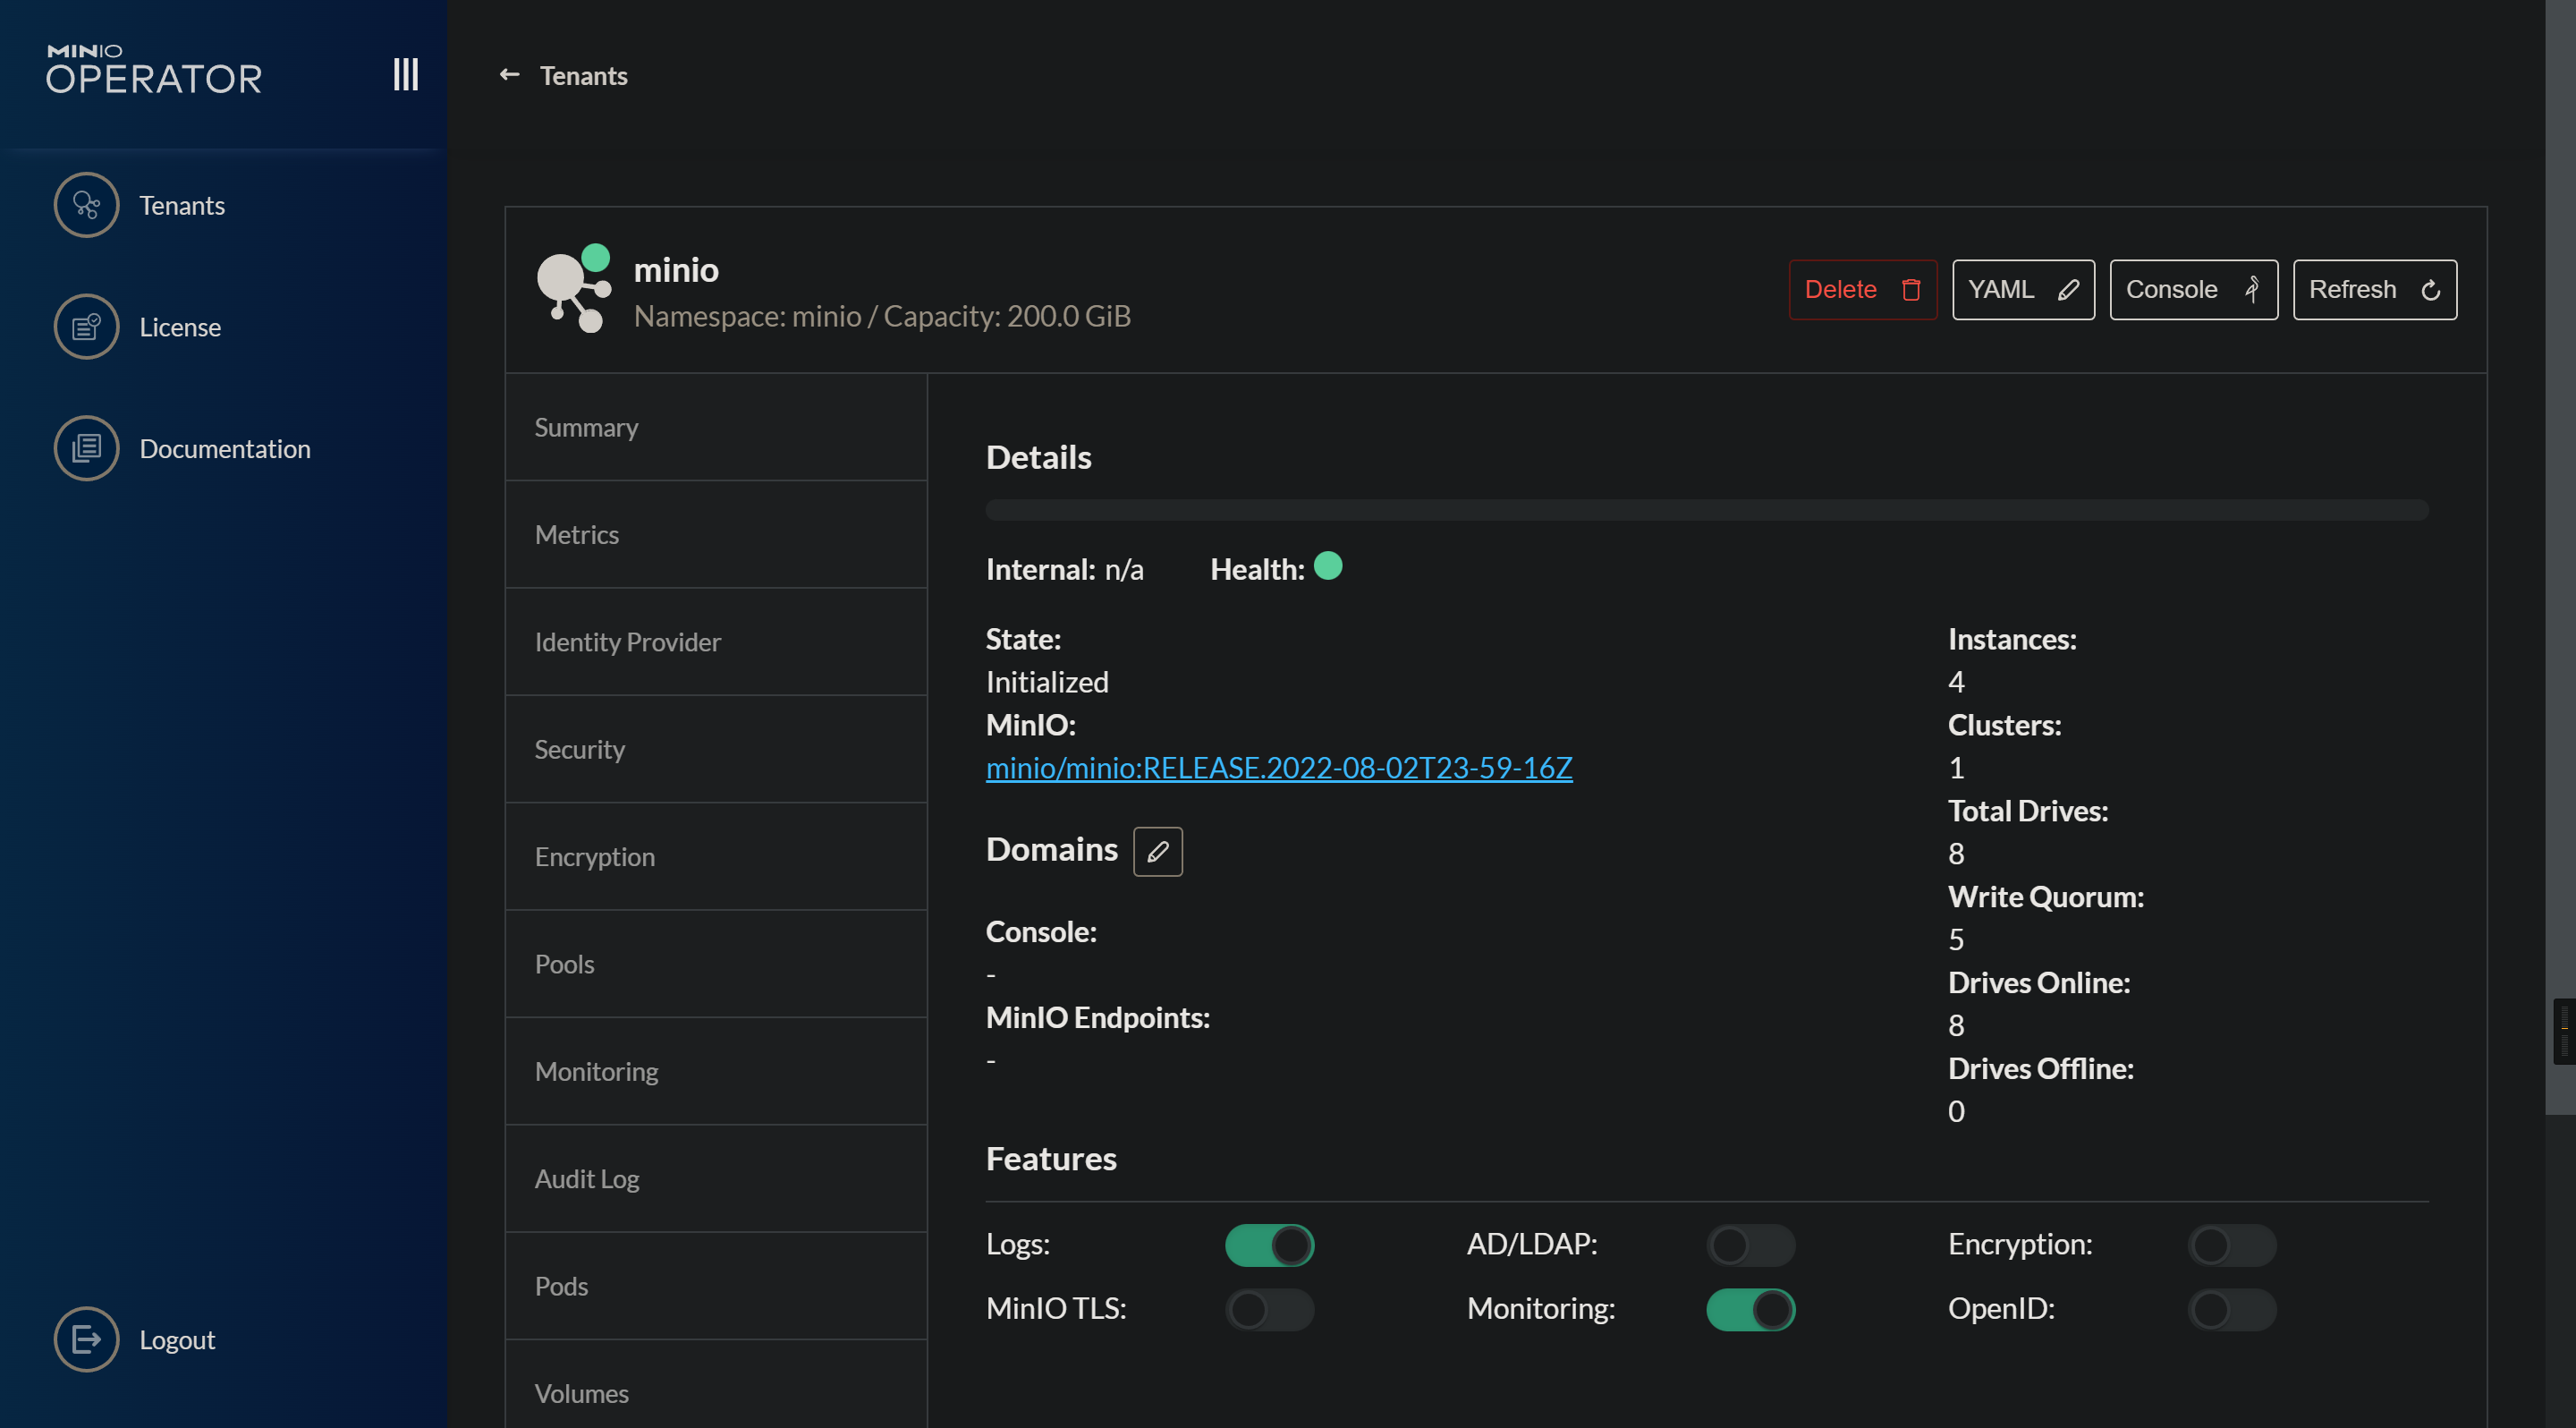 MINIO
OPERATOR
Tenants
License
Documentation
Logout
Tenants
minio
Namespace: minio / Capacity: 200.0 GiB
Delete
YAML
Console
Refresh
Summary
Metrics
Identity Provider
Security
Encryption
Pools
Monitoring
Audit Log
Pods
Volumes
Details
Internal: n/a
Health:
State:
Initialized
MinIO:
minio/minio:RELEASE.2022-08-02T23-59-16Z
Domains
Console:
-
MinIO Endpoints:
-
Instances:
4
Clusters:
1
Total Drives:
8
Write Quorum:
5
Drives Online:
8
Drives Offline:
0
Features
Logs:
AD/LDAP:
Encryption:
MinIO TLS:
Monitoring:
OpenID: